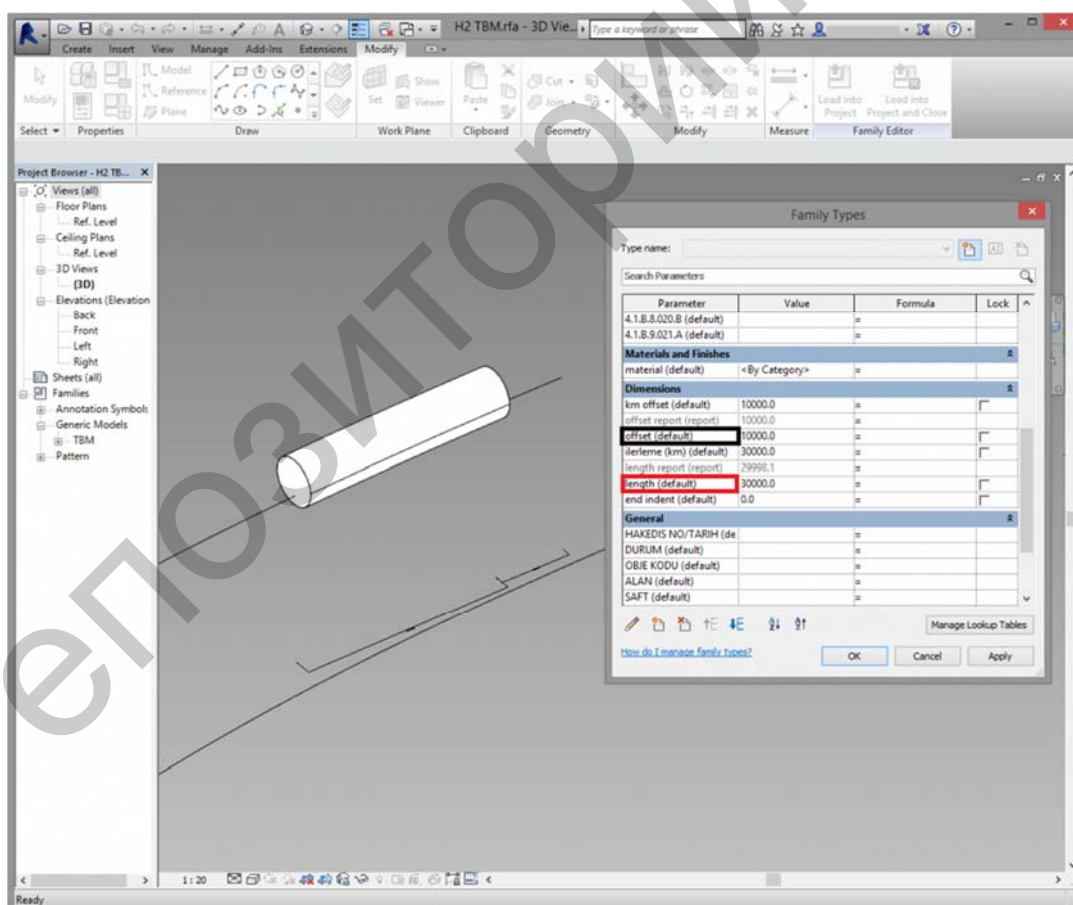 H2 TBM.rfa - 3D Vie...
Type a keyword or phrase
Create Insert View Manage Add-Ins Extensions Modify
Modify
Model
Reference
Plane
Set
Show
Viewer
Paste
Cut
Join
Load into Project
Load into Project and Close
Select Properties Draw Work Plane Clipboard Geometry Modify Measure Family Editor
Project Browser - H2 TB...
Views (all)
Floor Plans
Ref. Level
Ceiling Plans
Ref. Level
3D Views
{3D}
Elevations (Elevation
Back
Front
Left
Right
Sheets (all)
Families
Annotation Symbols
Generic Models
TBM
Pattern
Family Types
Type name:
Search Parameters
Parameter Value Formula Lock
4.1.B.8.020.B (default) =
4.1.B.9.021.A (default) =
Materials and Finishes
material (default) <By Category> =
Dimensions
km offset (default) 10000.0 =
offset report (report) 10000.0 =
offset (default) 10000.0 =
ilerleme (km) (default) 30000.0 =
length report (report) 29998.1 =
length (default) 30000.0 =
end indent (default) 0.0 =
General
HAKEDIS NO/TARIH (de =
DURUM (default) =
OBJE KODU (default) =
ALAN (default) =
SAFT (default) =
Manage Lookup Tables
How do I manage family types?
OK Cancel Apply
1 : 20
Ready
епозитори